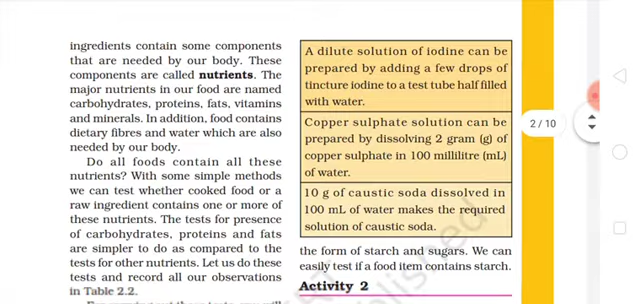 ingredients contain some components
that are needed by our body. These
components are called nutrients. The
major nutrients in our food are named
carbohydrates, proteins, fats, vitamins
and minerals. In addition, food contains
dietary fibres and water which are also
needed by our body.
Do all foods contain all these
nutrients? With some simple methods
we can test whether cooked food or a
raw ingredient contains one or more of
these nutrients. The tests for presence
of carbohydrates, proteins and fats
are simpler to do as compared to the
tests for other nutrients. Let us do these
tests and record all our observations
in Table 2.2.
A dilute solution of iodine can be
prepared by adding a few drops of
tincture iodine to a test tube half filled
with water.
Copper sulphate solution can be
prepared by dissolving 2 gram (g) of
copper sulphate in 100 millilitre (mL)
of water.
10 g of caustic soda dissolved in
100 mL of water makes the required
solution of caustic soda.
the form of starch and sugars. We can
easily test if a food item contains starch.
Activity 2
2 / 10